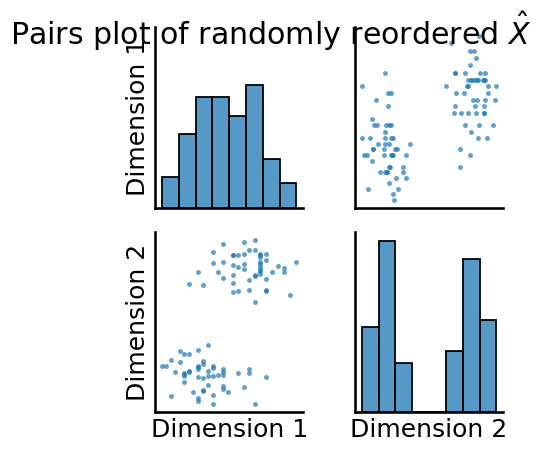 Pairs plot of randomly reordered X̂
Dimension 1
Dimension 2
Dimension 1
Dimension 2